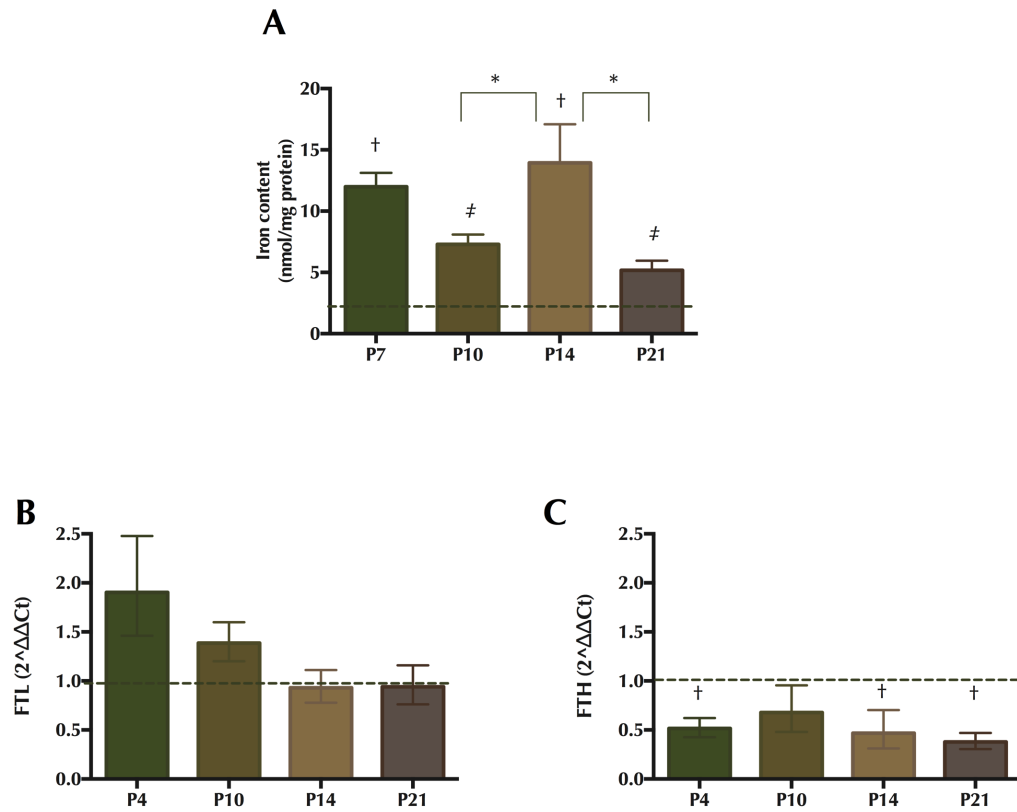 A
* *
20
†
†
15
≠
10
≠
5
0
Iron content
(nmol/mg protein)
P7 P10 P14 P21
B
2.5
2.0
1.5
1.0
0.5
0.0
FTL (2^ΔΔCt)
P4 P10 P14 P21
C
2.5
2.0
1.5
1.0
† † †
0.5
0.0
FTH (2^ΔΔCt)
P4 P10 P14 P21